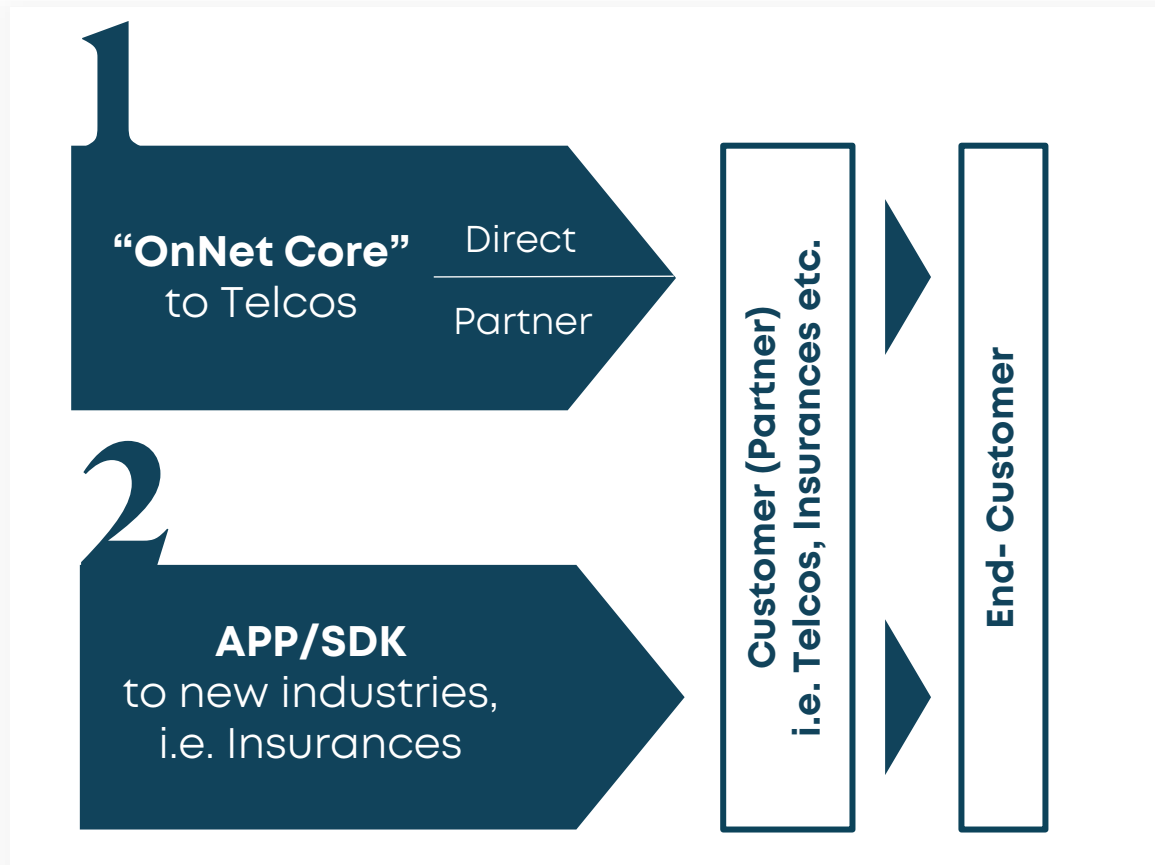 1
“OnNet Core”
to Telcos
Direct
Partner
2
APP/SDK
to new industries,
i.e. Insurances
Customer (Partner)
i.e. Telcos, Insurances etc.
End- Customer